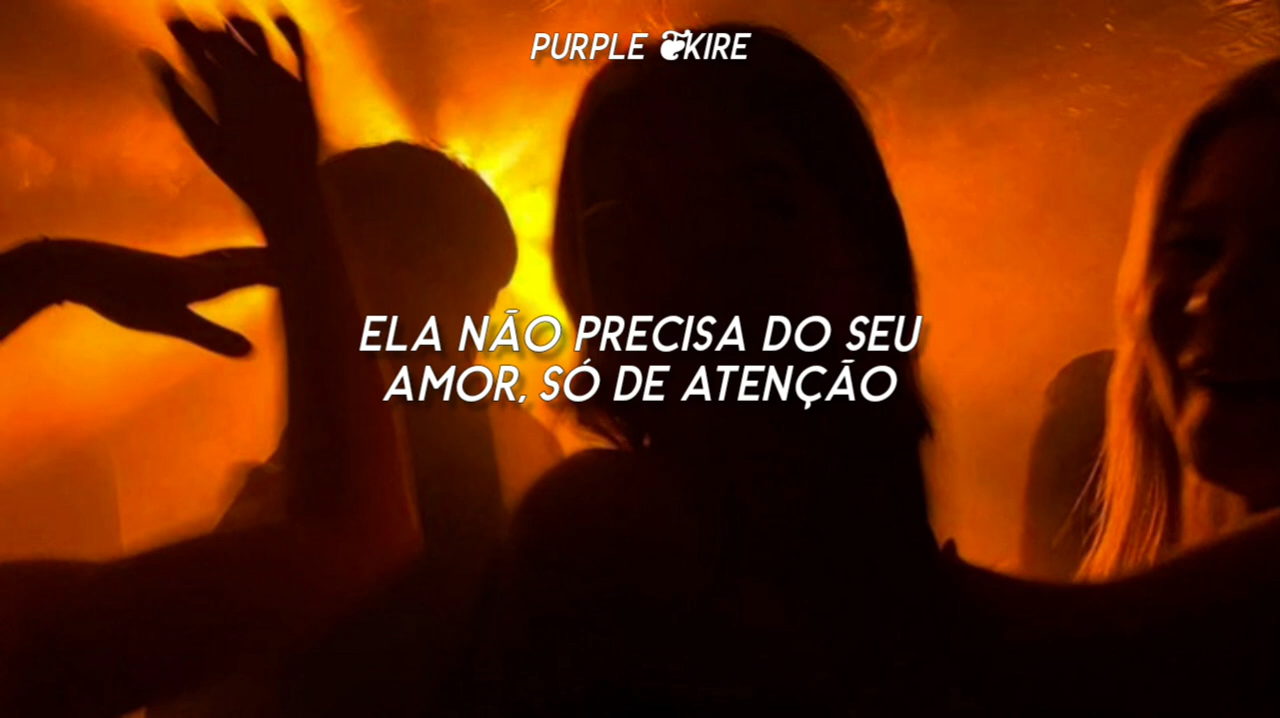 PURPLE ❦KIRE
ELA NÃO PRECISA DO SEU
AMOR, SÓ DE ATENÇÃO